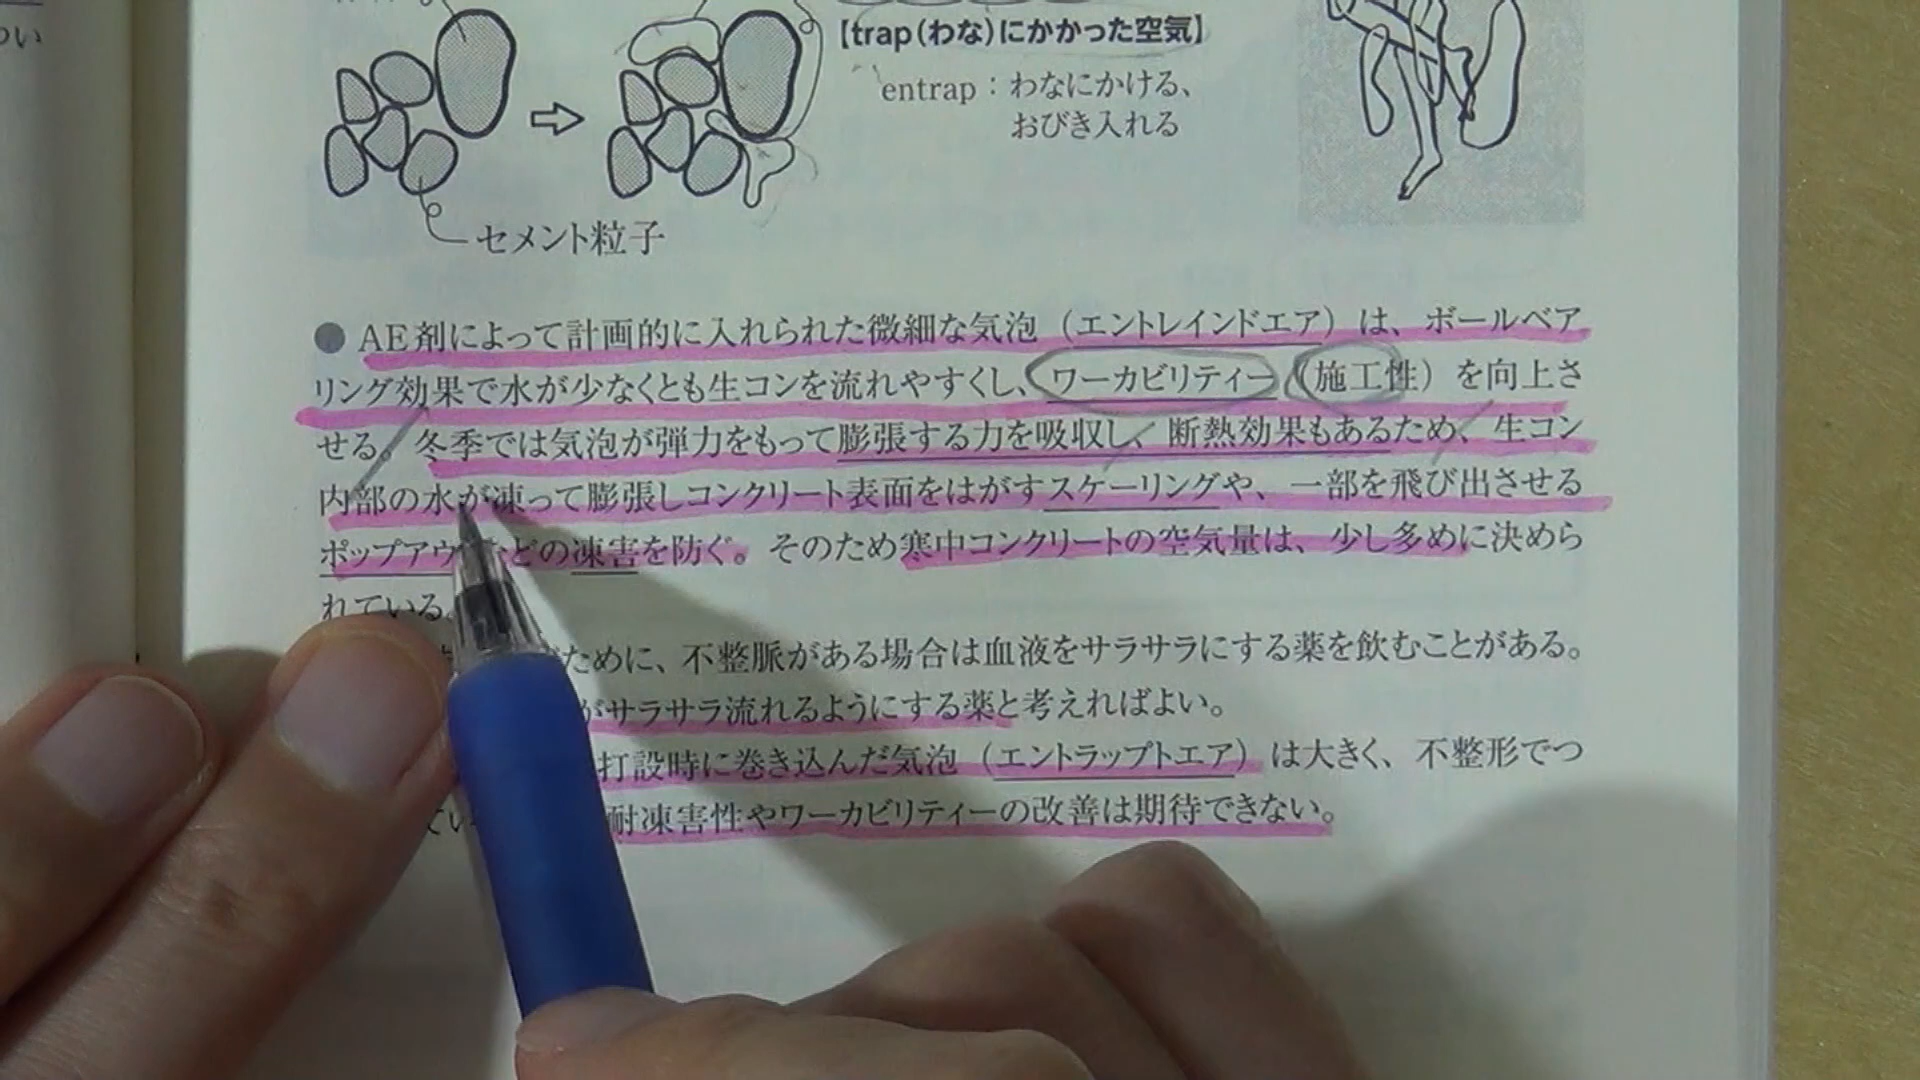 つい
【trap(わな)にかかった空気】
entrap：わなにかける、
おびき入れる
セメント粒子
●AE剤によって計画的に入れられた微細な気泡（エントレインドエア）は、ボールベア
リング効果で水が少なくとも生コンを流れやすくし、ワーカビリティー（施工性）を向上さ
せる。冬季では気泡が弾力をもって膨張する力を吸収し、断熱効果もあるため、生コン
内部の水が凍って膨張しコンクリート表面をはがすスケーリングや、一部を飛び出させる
ポップアウ どの凍害を防ぐ。そのため寒中コンクリートの空気量は、少し多めに決めら
れている。
ために、不整脈がある場合は血液をサラサラにする薬を飲むことがある。
がサラサラ流れるようにする薬と考えればよい。
打設時に巻き込んだ気泡（エントラップトエア）は大きく、不整形でつ
てい 耐凍害性やワーカビリティーの改善は期待できない。